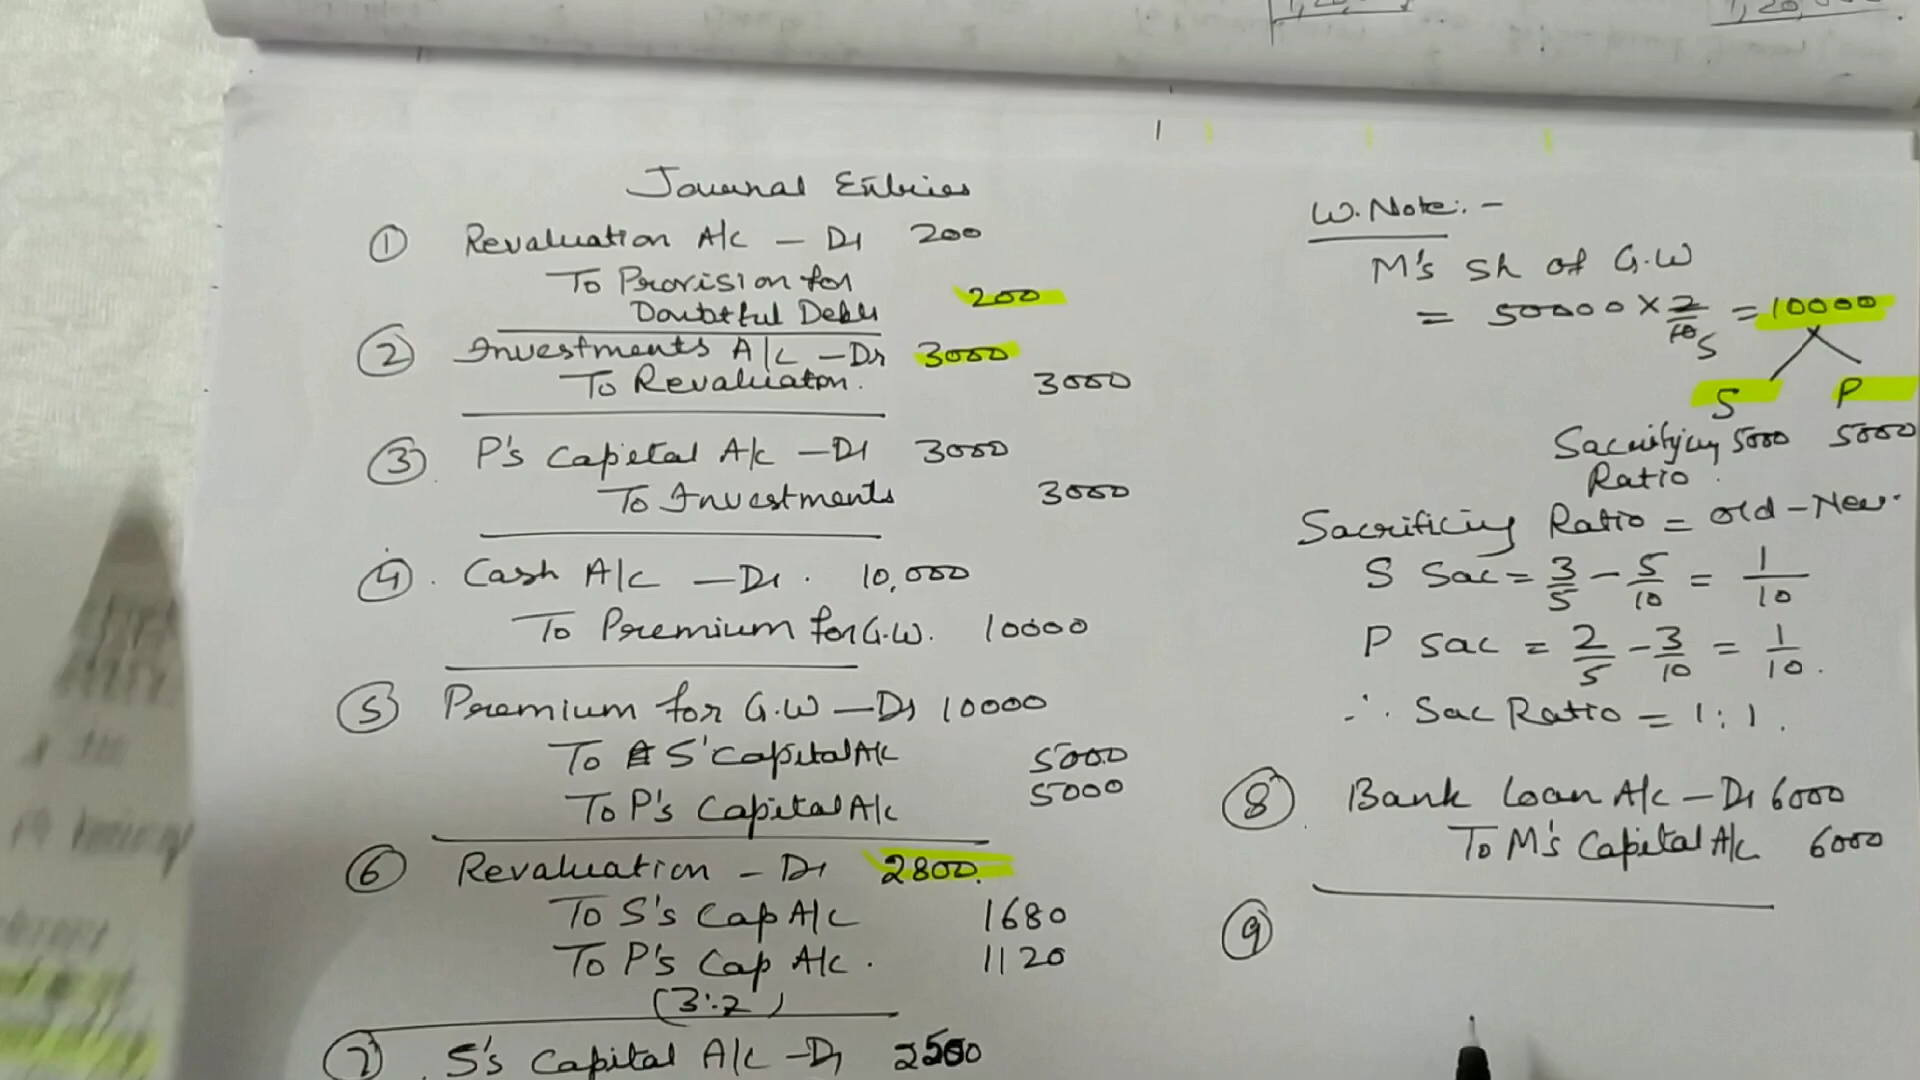 Journal Entries
① Revaluation A/c – Dr 200
To Provision for
Doubtful Debts 200
② Investments A/c – Dr 3000
To Revaluaton. 3000
③ P's Capital A/c – Dr 3000
To Investments 3000
④. Cash A/c – Dr. 10,000
To Premium for G.W. 10000
⑤ Premium for G.W – Dr 10000
To S' Capital A/c 5000
To P's Capital A/c 5000
⑥ Revaluation – Dr 2800.
To S's Cap A/c 1680
To P's Cap A/c. 1120
(3:2)
⑦. S's Capital A/c – Dr 2500
W. Note:-
M's Sh of G.W
= 50000 × 2/10 = 10000
5
S P
Sacrifying 5000 5000
Ratio.
Sacrificing Ratio = Old – New.
S Sac = 3/5 – 5/10 = 1/10
P Sac = 2/5 – 3/10 = 1/10.
∴ Sac Ratio = 1:1.
⑧. Bank Loan A/c – Dr 6000
To M's Capital A/c 6000
⑨